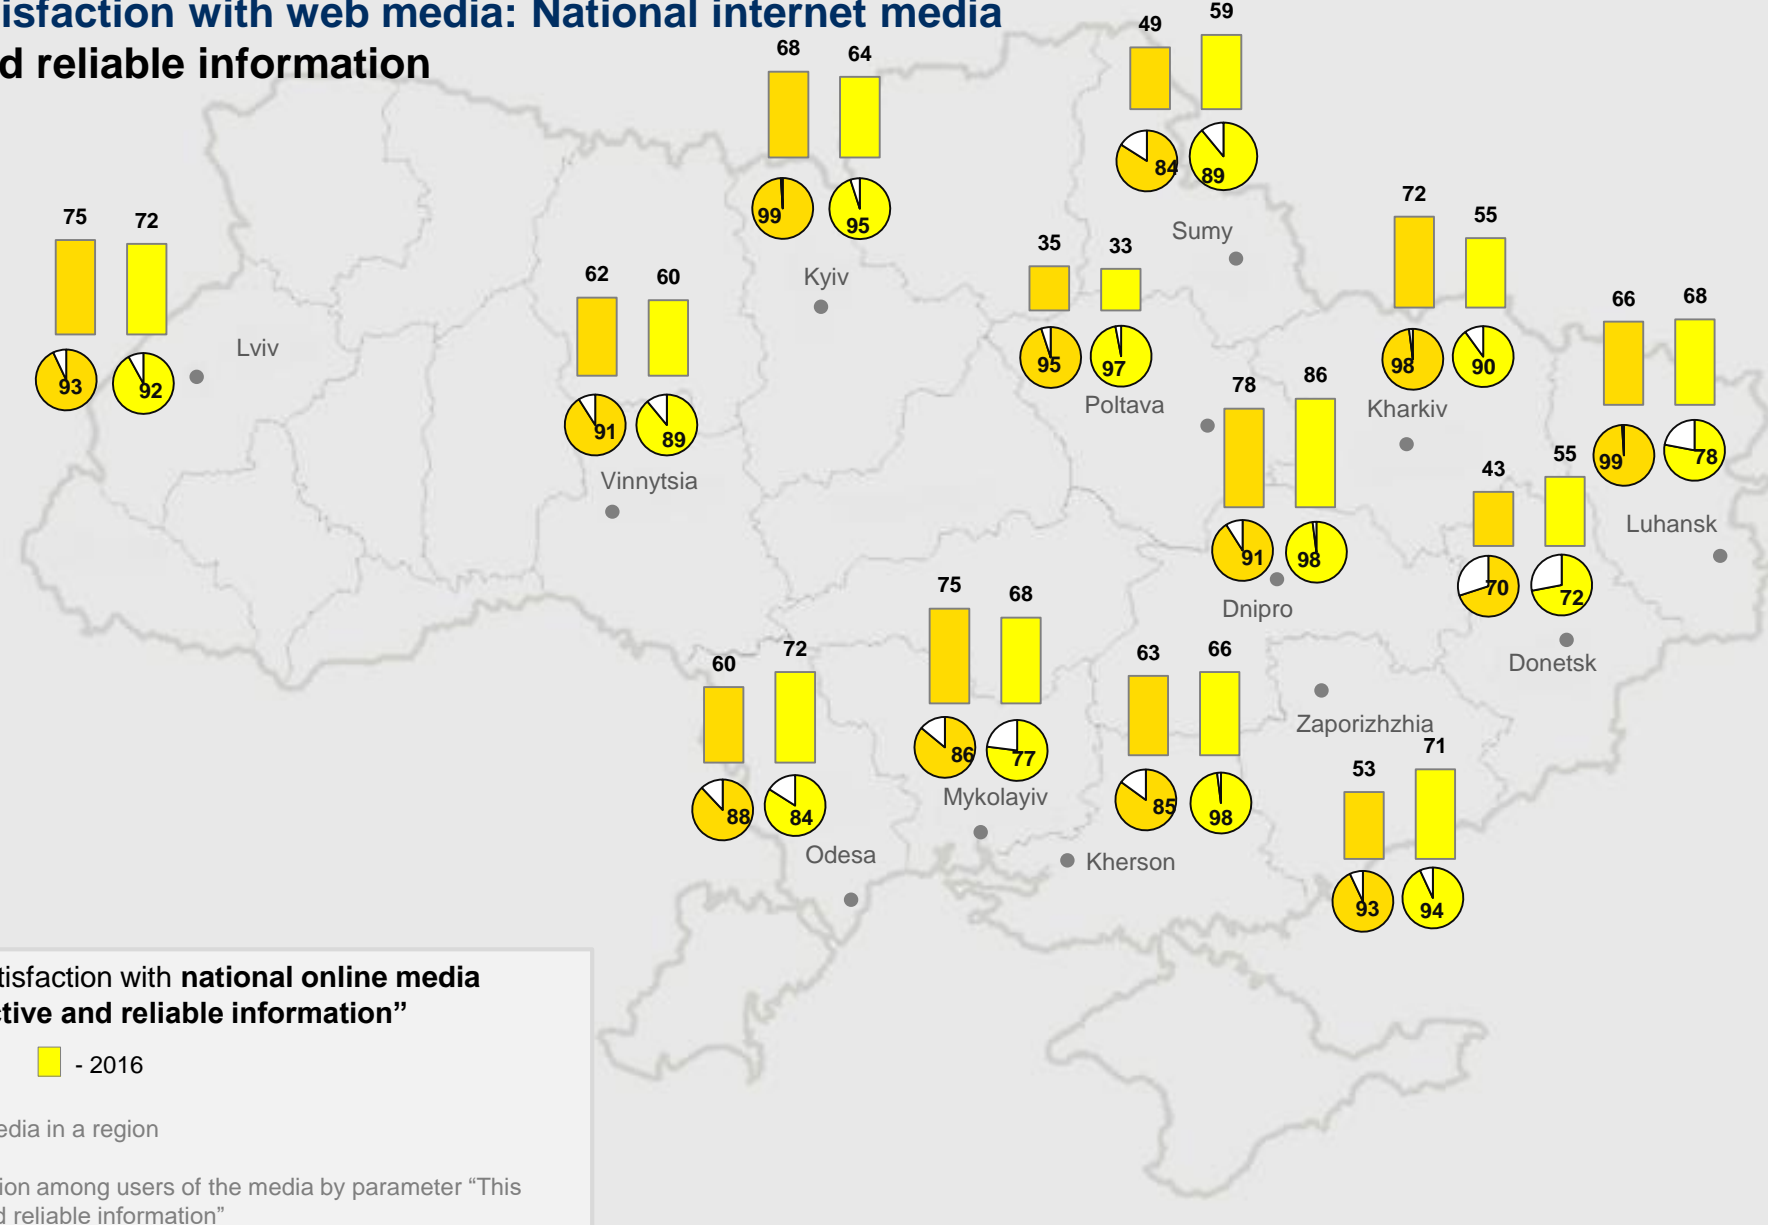 isfaction with web media: National internet media
d reliable information
49 59
68 64
84 89
75 72
99 95
72 55
Sumy
35 33
62 60
Kyiv
66 68
Lviv
95 97
98 90
93 92
78 86
Poltava
Kharkiv
91 89
99 78
43 55
Vinnytsia
Luhansk
91 98
70 72
75 68
Dnipro
60 72
63 66
Donetsk
Zaporizhzhia
86 77
53 71
Mykolayiv
88 84
85 98
Odesa
Kherson
93 94
tisfaction with national online media
ctive and reliable information”
- 2016
edia in a region
ion among users of the media by parameter “This
d reliable information”